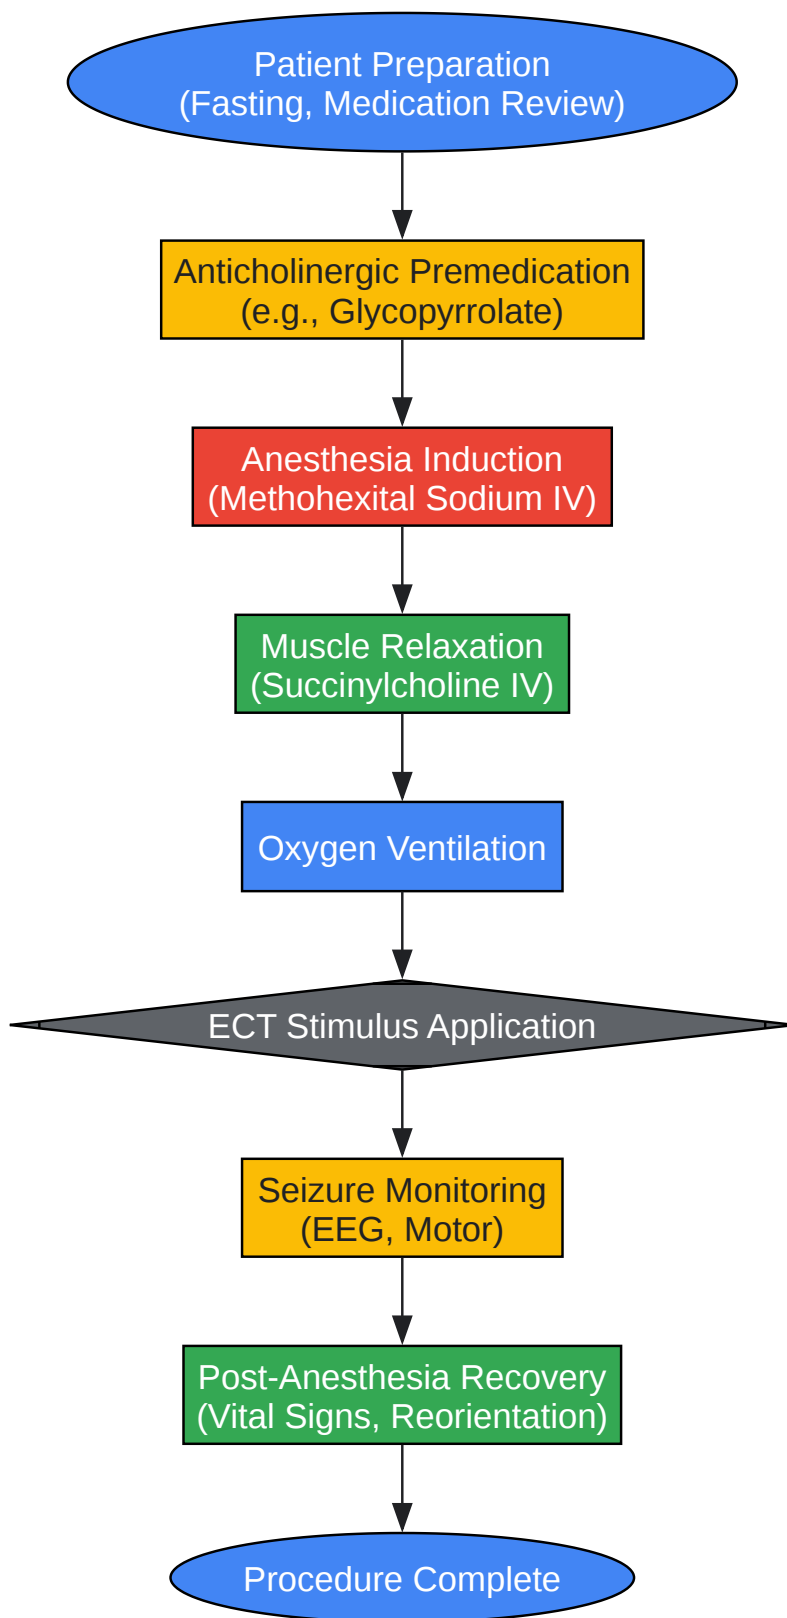 Patient Preparation
(Fasting, Medication Review)
Anticholinergic Premedication
(e.g., Glycopyrrolate)
Anesthesia Induction
(Methohexital Sodium IV)
Muscle Relaxation
(Succinylcholine IV)
Oxygen Ventilation
ECT Stimulus Application
Seizure Monitoring
(EEG, Motor)
Post-Anesthesia Recovery
(Vital Signs, Reorientation)
Procedure Complete